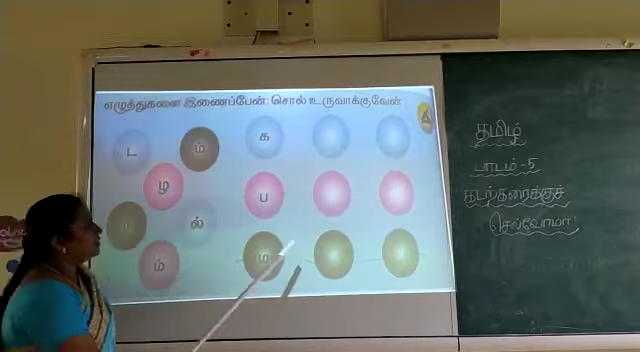 எழுத்துகளை இணைப்பேன்: சொல் உருவாக்குவேன்
ட ம் க
ழ ப
ல்
ம் ம
தமிழ்
பாடம்-5
கடற்கரைக்குச்
செல்வோமா!